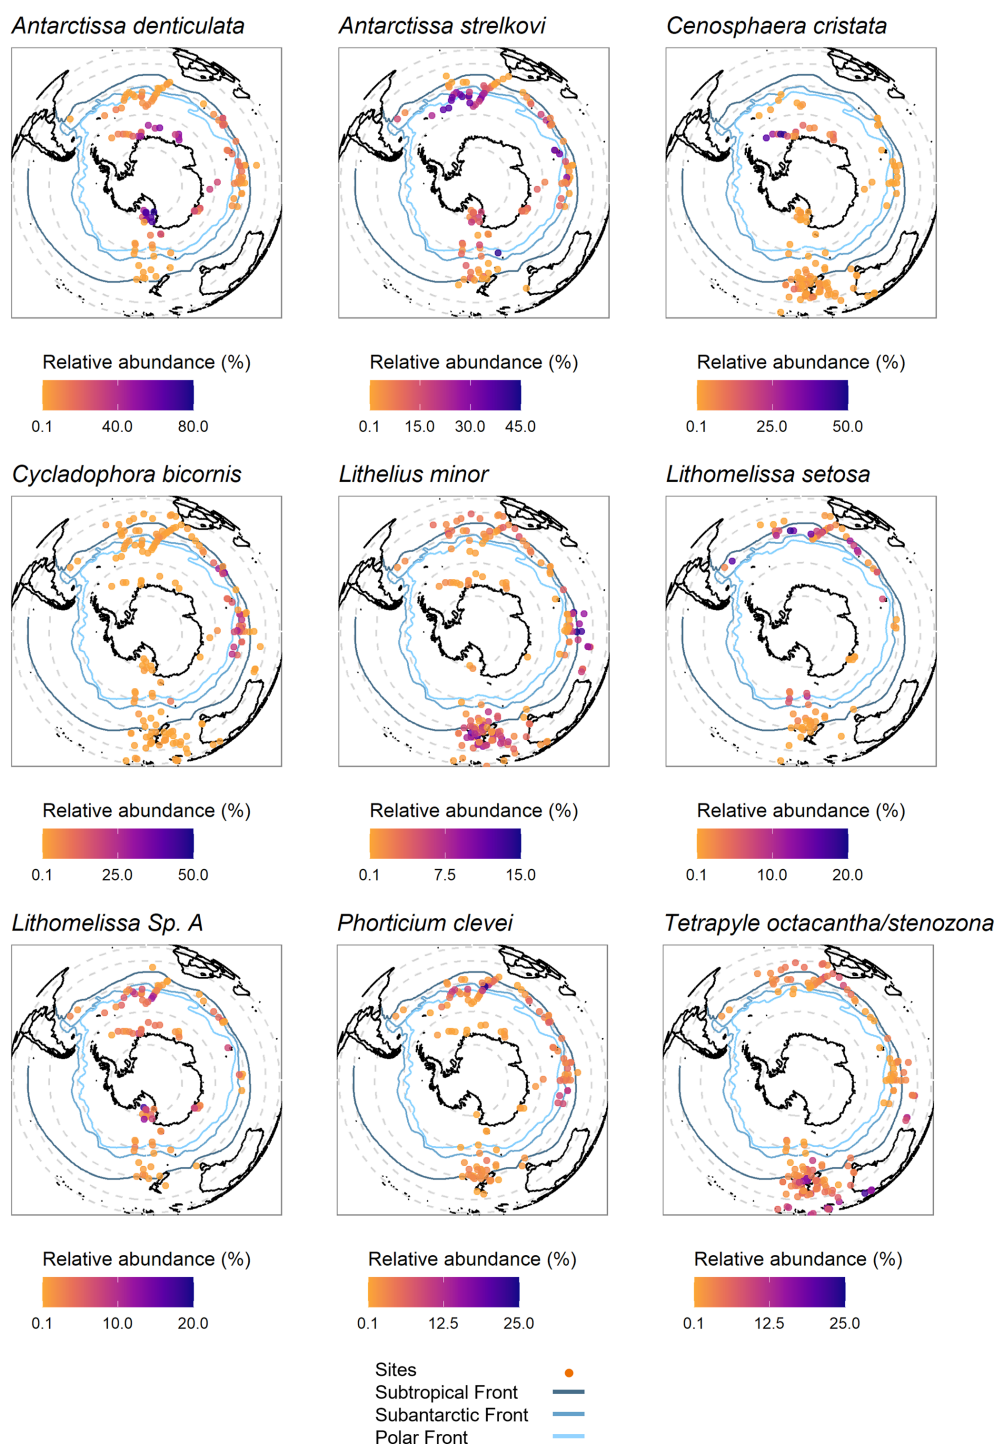 Antarctissa denticulata Antarctissa strelkovi Cenosphaera cristata
Relative abundance (%) Relative abundance (%) Relative abundance (%)
0.1 40.0 80.0 0.1 15.0 30.0 45.0 0.1 25.0 50.0
Cycladophora bicornis Lithelius minor Lithomelissa setosa
Relative abundance (%) Relative abundance (%) Relative abundance (%)
0.1 25.0 50.0 0.1 7.5 15.0 0.1 10.0 20.0
Lithomelissa Sp. A Phorticium clevei Tetrapyle octacantha/stenozona
Relative abundance (%) Relative abundance (%) Relative abundance (%)
0.1 10.0 20.0 0.1 12.5 25.0 0.1 12.5 25.0
Sites
Subtropical Front
Subantarctic Front
Polar Front